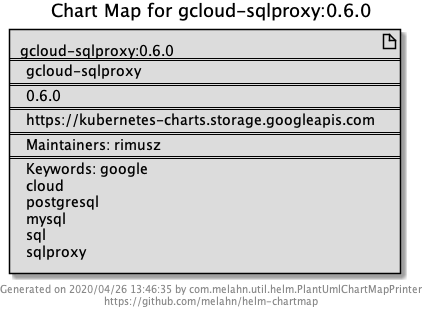 Chart Map for gcloud-sqlproxy:0.6.0
gcloud-sqlproxy:0.6.0
gcloud-sqlproxy
0.6.0
https://kubernetes-charts.storage.googleapis.com
Maintainers: rimusz
Keywords: google
cloud
postgresql
mysql
sql
sqlproxy
Generated on 2020/04/26 13:46:35 by com.melahn.util.helm.PlantUmlChartMapPrinter
https://github.com/melahn/helm-chartmap